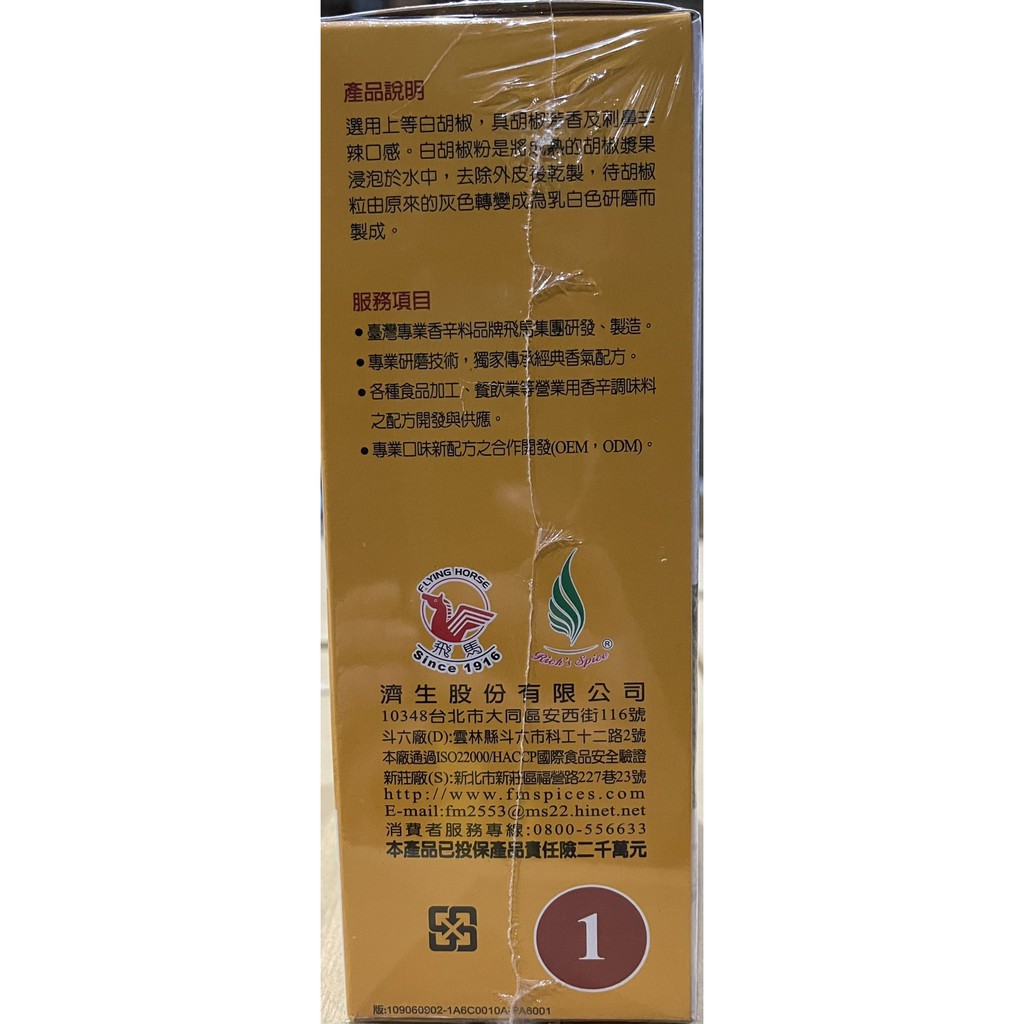 產品說明
選用上等白胡椒，具胡椒芳香及刺鼻辛
辣口感。白胡椒粉是將成熟的胡椒漿果
浸泡於水中，去除外皮後乾製，待胡椒
粒由原來的灰色轉變成為乳白色研磨而
製成。
服務項目
●臺灣專業香辛料品牌飛馬集團研發、製造。
●專業研磨技術，獨家傳承經典香氣配方。
●各種食品加工、餐飲業等營業用香辛調味料
之配方開發與供應。
●專業口味新配方之合作開發(OEM，ODM)。
FLYING HORSE
飛馬
Since 1916
Rich's Spice®
濟生股份有限公司
10348台北市大同區安西街116號
斗六廠(D):雲林縣斗六市科工十二路2號
本廠通過ISO22000/HACCP國際食品安全驗證
新莊廠(S):新北市新莊區福營路227巷23號
http://www.fmspices.com
E-mail:fm2553@ms22.hinet.net
消費者服務專線:0800-556633
本產品已投保產品責任險二千萬元
1
版:109060902-1A6C0010A-PA6001